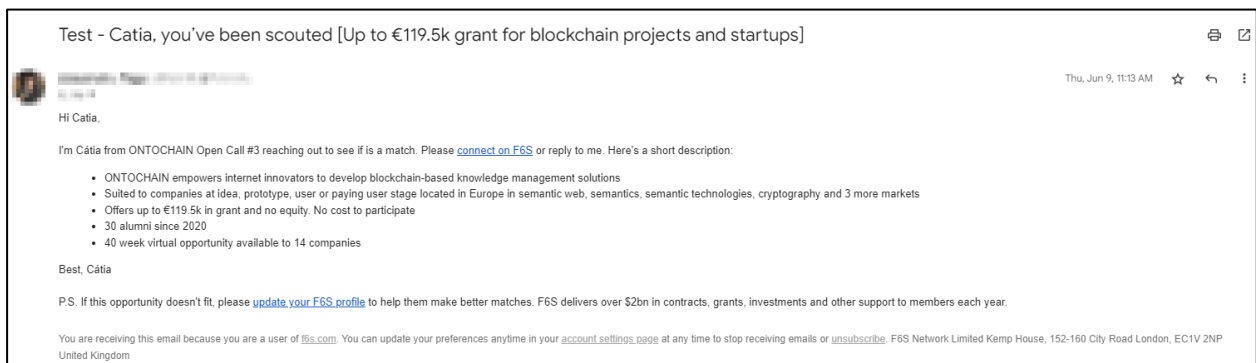 Test - Catia, you've been scouted [Up to €119.5k grant for blockchain projects and startups]
Thu, Jun 9, 11:13 AM
Hi Catia,
I'm Cátia from ONTOCHAIN Open Call #3 reaching out to see if is a match. Please connect on F6S or reply to me. Here's a short description:
• ONTOCHAIN empowers internet innovators to develop blockchain-based knowledge management solutions
• Suited to companies at idea, prototype, user or paying user stage located in Europe in semantic web, semantics, semantic technologies, cryptography and 3 more markets
• Offers up to €119.5k in grant and no equity. No cost to participate
• 30 alumni since 2020
• 40 week virtual opportunity available to 14 companies
Best, Cátia
P.S. If this opportunity doesn't fit, please update your F6S profile to help them make better matches. F6S delivers over $2bn in contracts, grants, investments and other support to members each year.
You are receiving this email because you are a user of f6s.com. You can update your preferences anytime in your account settings page at any time to stop receiving emails or unsubscribe. F6S Network Limited Kemp House, 152-160 City Road London, EC1V 2NP
United Kingdom